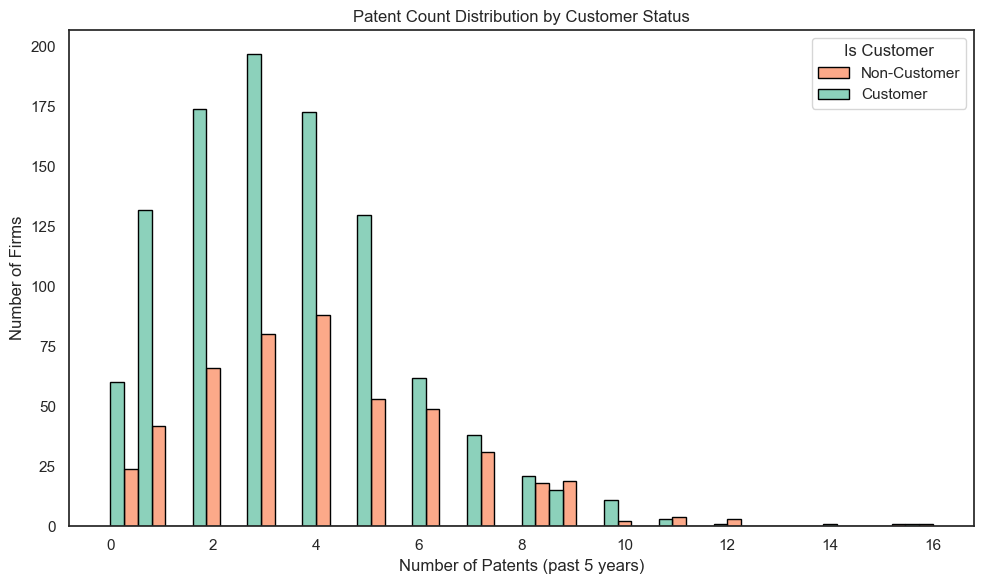 Patent Count Distribution by Customer Status
Is Customer
Non-Customer
Customer
Number of Firms
200
175
150
125
100
75
50
25
0
0 2 4 6 8 10 12 14 16
Number of Patents (past 5 years)